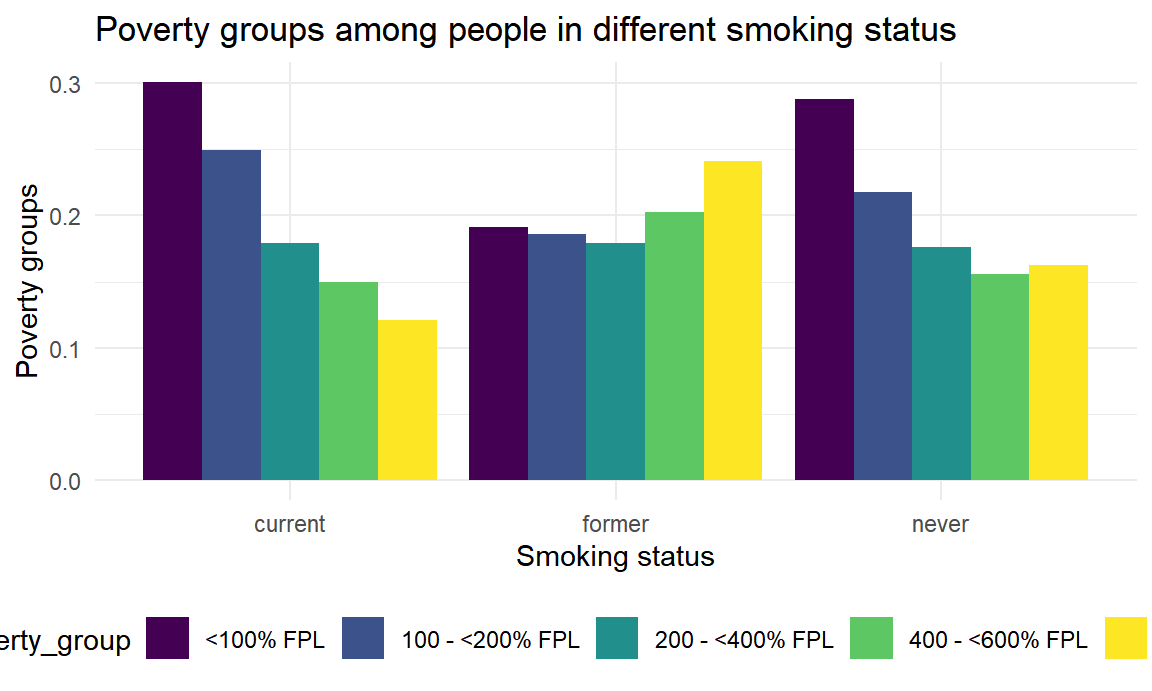 Poverty groups among people in different smoking status
Poverty groups
0.3
0.2
0.1
0.0
current former never
Smoking status
erty_group <100% FPL 100 - <200% FPL 200 - <400% FPL 400 - <600% FPL